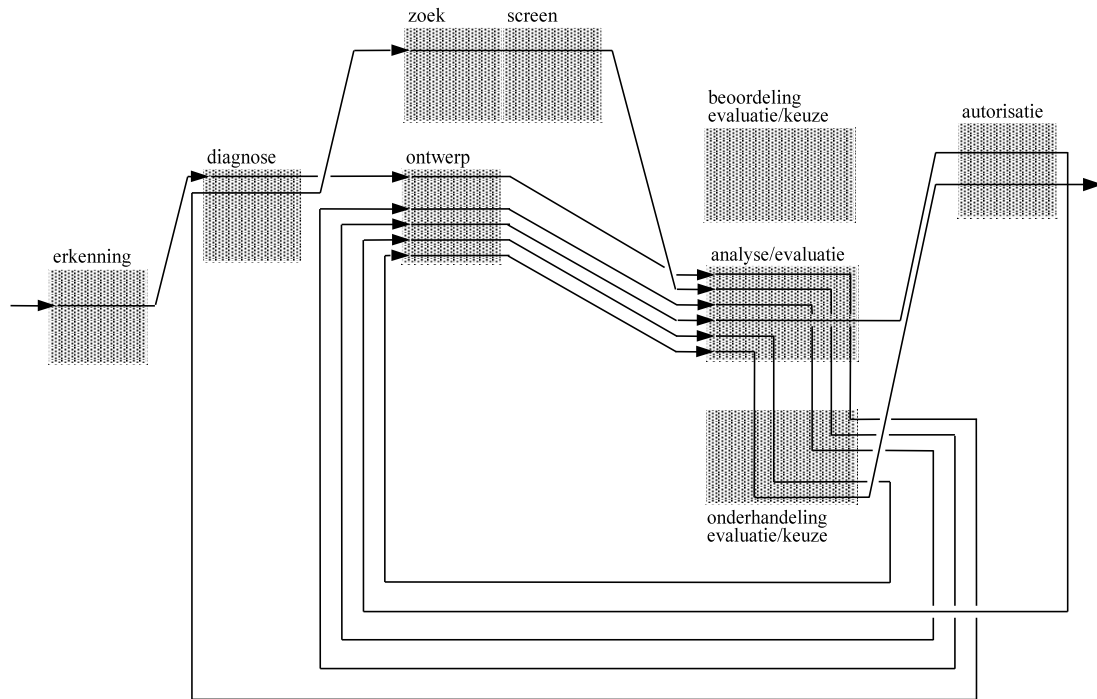 zoek
screen
beoordeling
evaluatie/keuze
autorisatie
diagnose
ontwerp
erkenning
analyse/evaluatie
onderhandeling
evaluatie/keuze